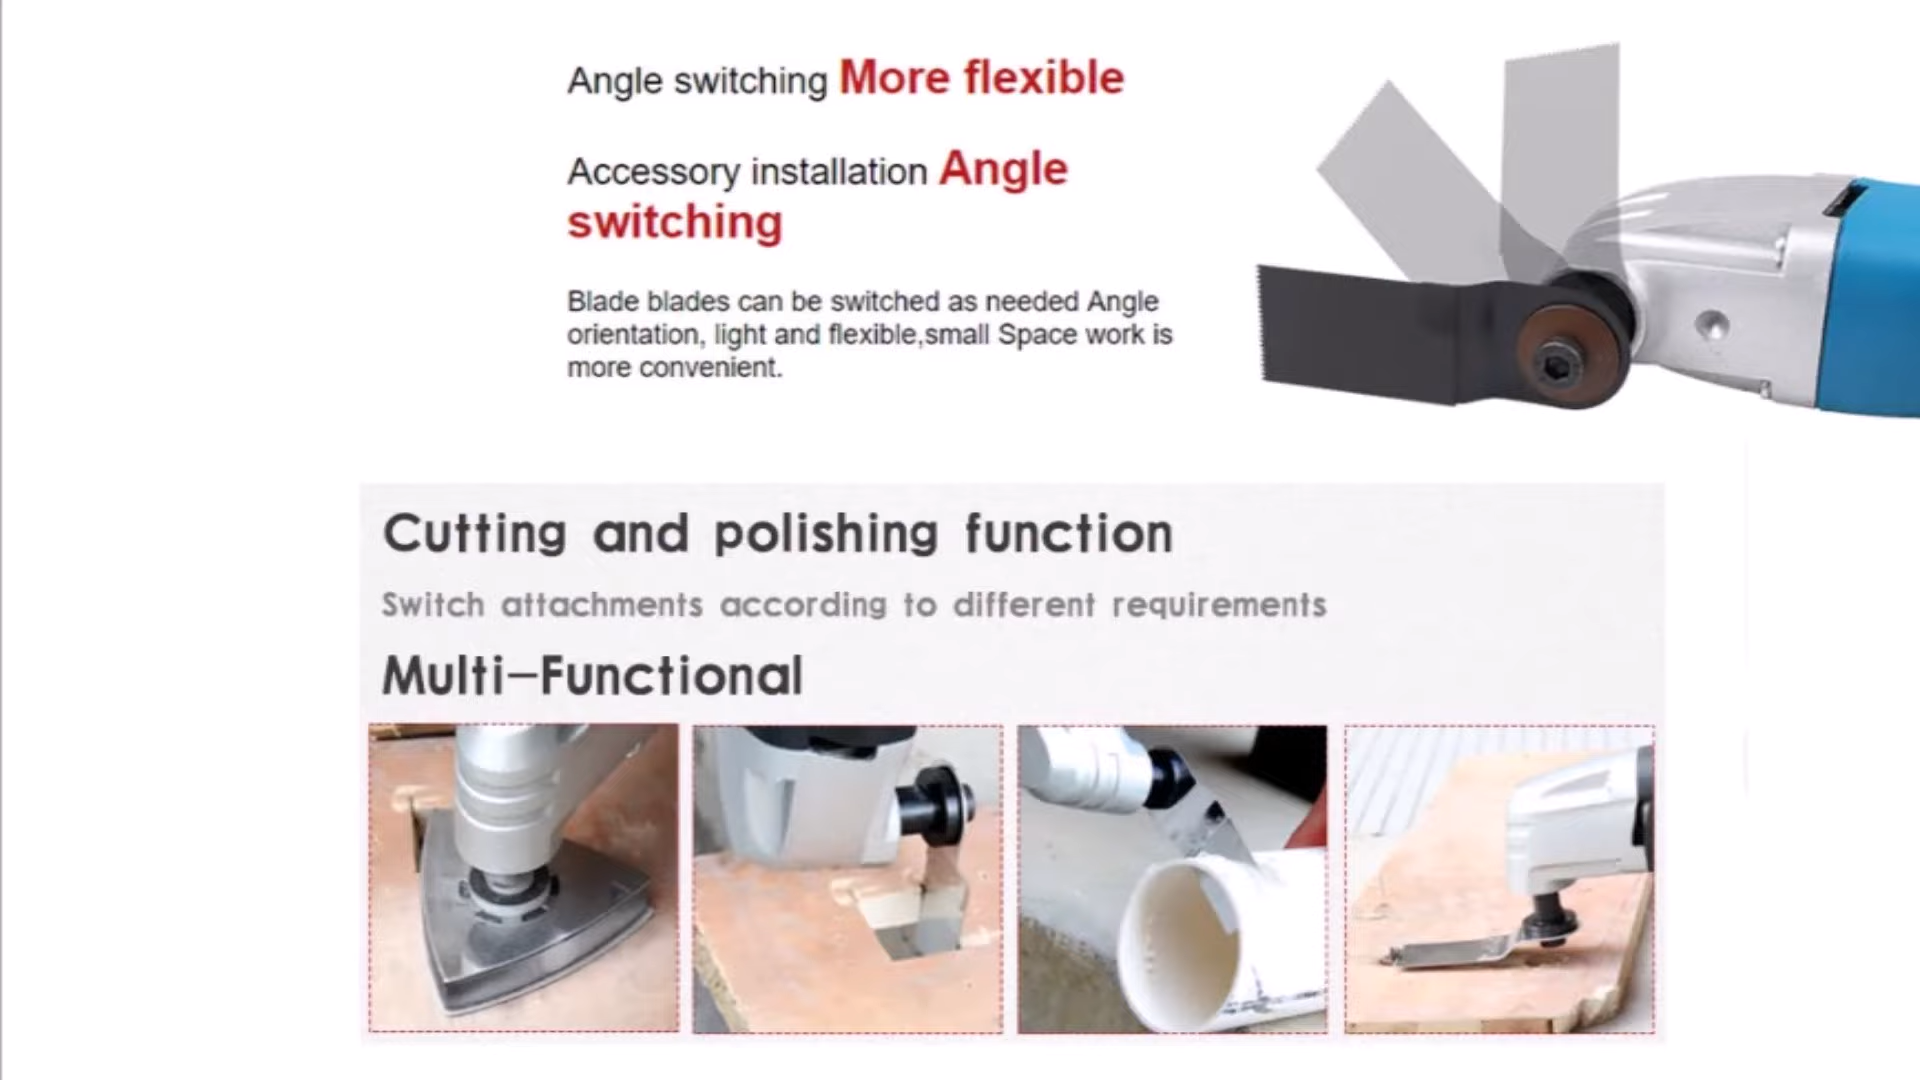 Angle switching More flexible
Accessory installation Angle
switching
Blade blades can be switched as needed Angle
orientation, light and flexible,small Space work is
more convenient.
Cutting and polishing function
Switch attachments according to different requirements
Multi-Functional